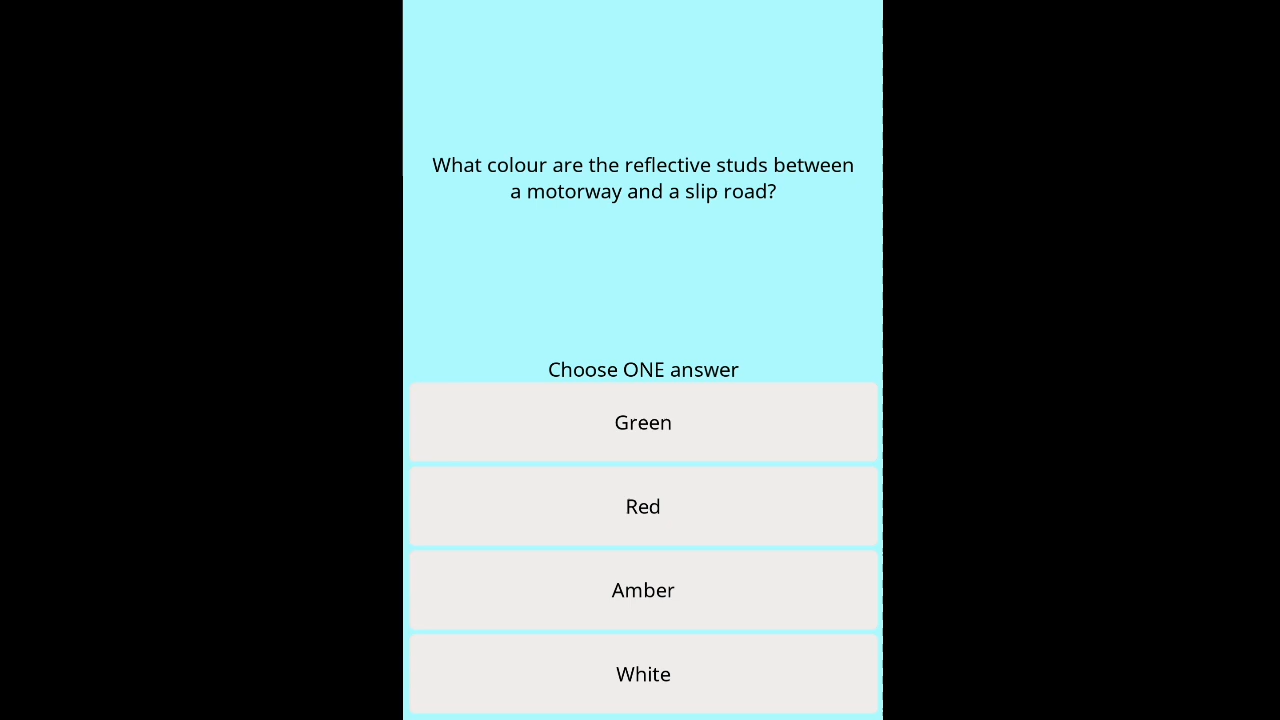 What colour are the reflective studs between
a motorway and a slip road?
Choose ONE answer
Green
Red
Amber
White